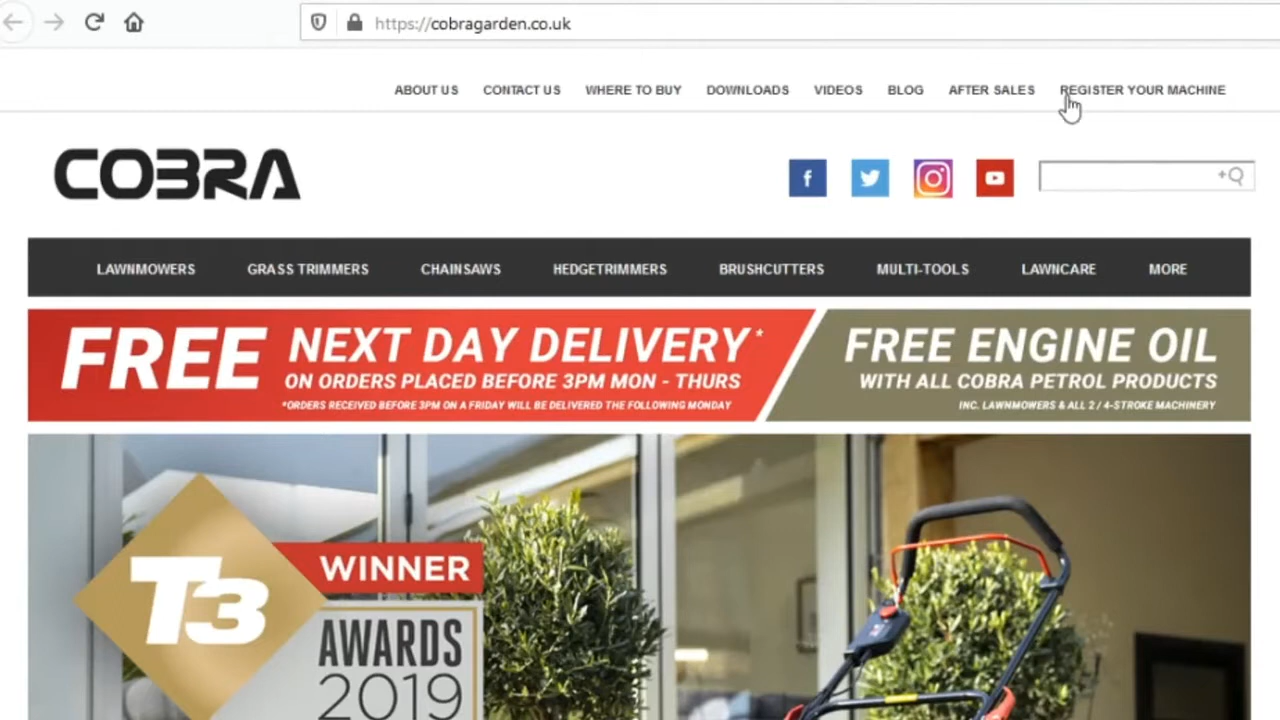 https://cobragarden.co.uk
ABOUT US CONTACT US WHERE TO BUY DOWNLOADS VIDEOS BLOG AFTER SALES REGISTER YOUR MACHINE
COBRA
LAWNMOWERS GRASS TRIMMERS CHAINSAWS HEDGETRIMMERS BRUSHCUTTERS MULTI-TOOLS LAWNCARE MORE
FREE NEXT DAY DELIVERY*
ON ORDERS PLACED BEFORE 3PM MON - THURS
*ORDERS RECEIVED BEFORE 3PM ON A FRIDAY WILL BE DELIVERED THE FOLLOWING MONDAY
FREE ENGINE OIL
WITH ALL COBRA PETROL PRODUCTS
INC. LAWNMOWERS & ALL 2 / 4-STROKE MACHINERY
T3
WINNER
AWARDS
2019